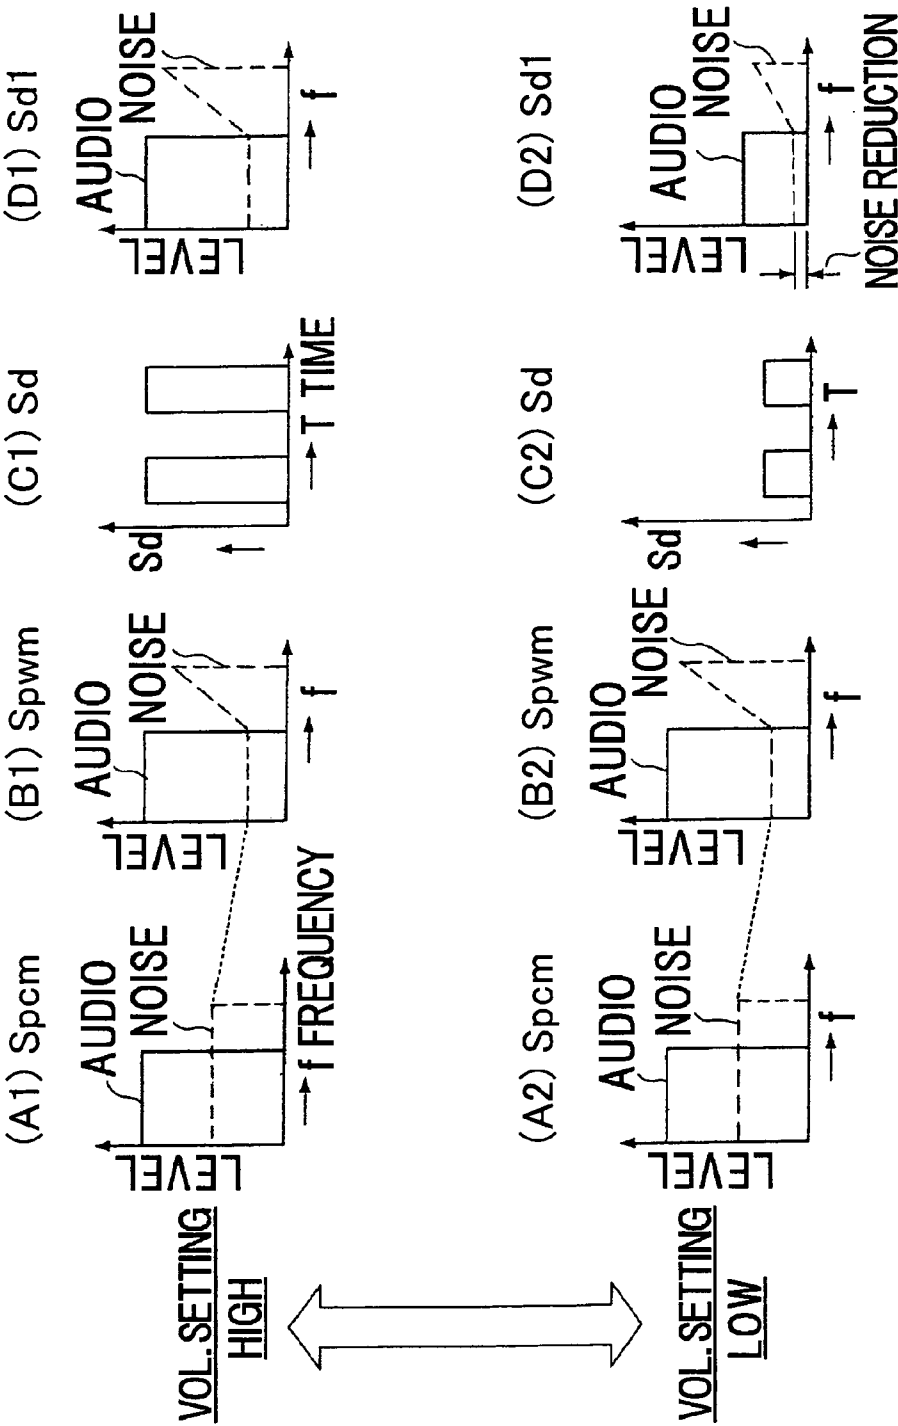 VOL.SETTING
HIGH
(A1) Spcm
LEVEL
AUDIO
NOISE
f FREQUENCY
(B1) Spwm
LEVEL
AUDIO
NOISE
f
(C1) Sd
Sd
T TIME
(D1) Sd1
LEVEL
AUDIO
NOISE
f
VOL.SETTING
LOW
(A2) Spcm
LEVEL
AUDIO
NOISE
f
(B2) Spwm
LEVEL
AUDIO
NOISE
f
(C2) Sd
Sd
T
(D2) Sd1
LEVEL
AUDIO
NOISE
f
NOISE REDUCTION